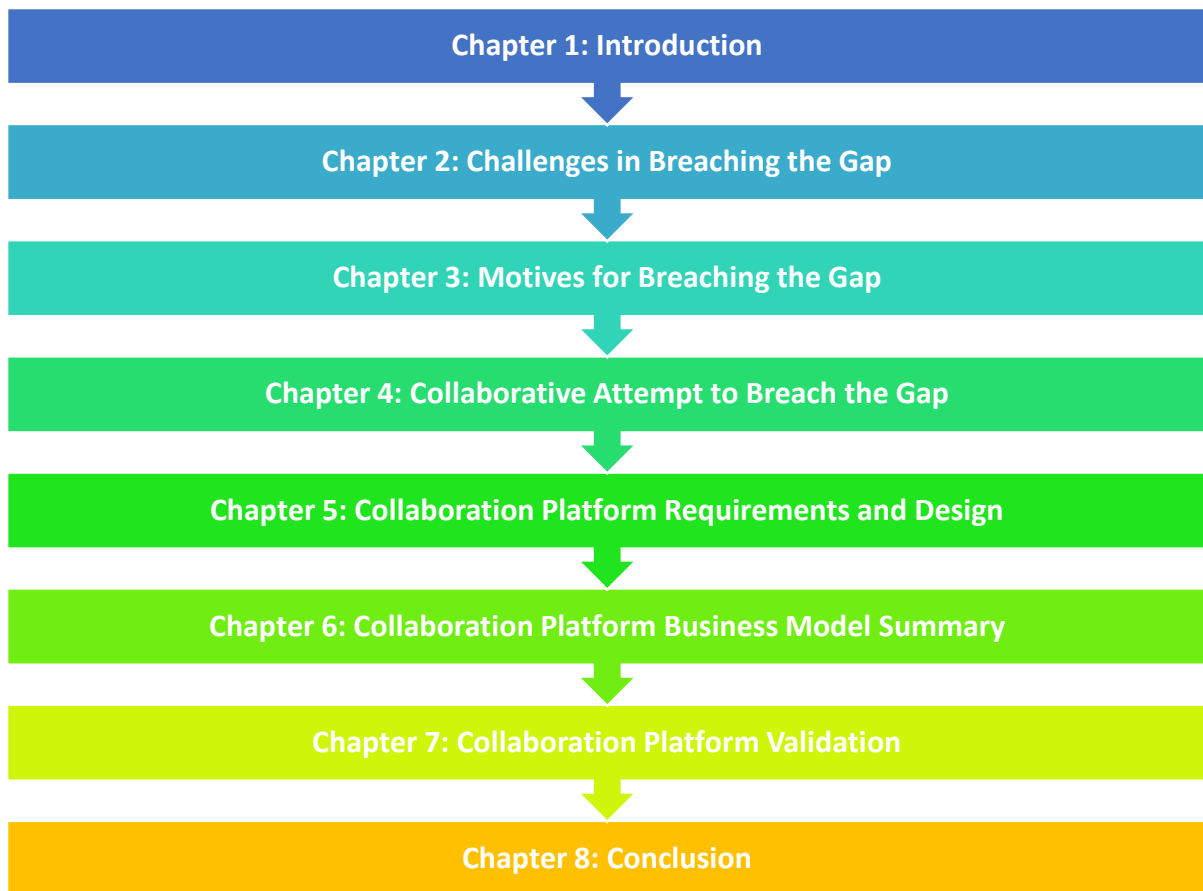 Chapter 1: Introduction
Chapter 2: Challenges in Breaching the Gap
Chapter 3: Motives for Breaching the Gap
Chapter 4: Collaborative Attempt to Breach the Gap
Chapter 5: Collaboration Platform Requirements and Design
Chapter 6: Collaboration Platform Business Model Summary
Chapter 7: Collaboration Platform Validation
Chapter 8: Conclusion